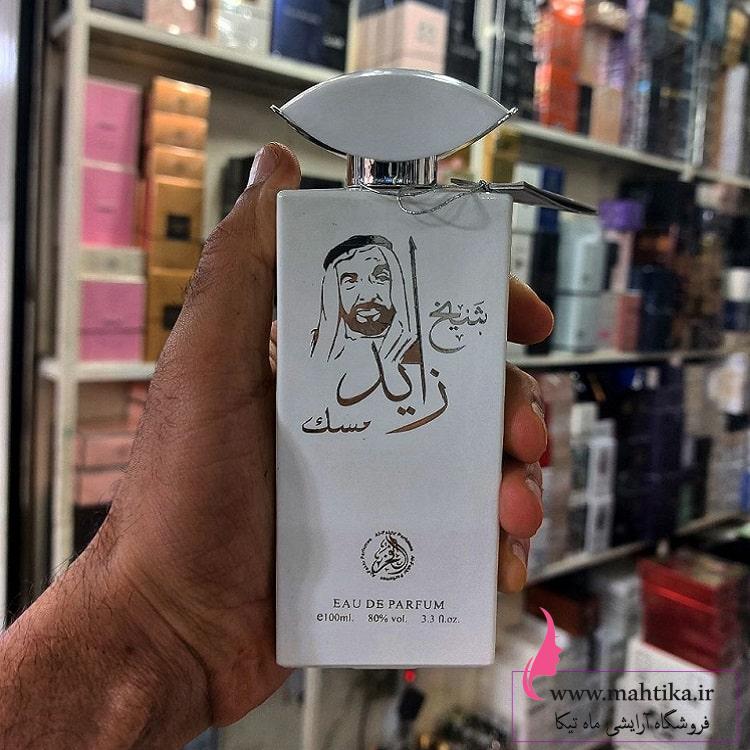 شيخ
زايد
مسك
الفخر
EAU DE PARFUM
e100ml. 80% vol. 3.3 fl.oz.
www.mahtika.ir
فروشگاه آرایشی ماه تیکا